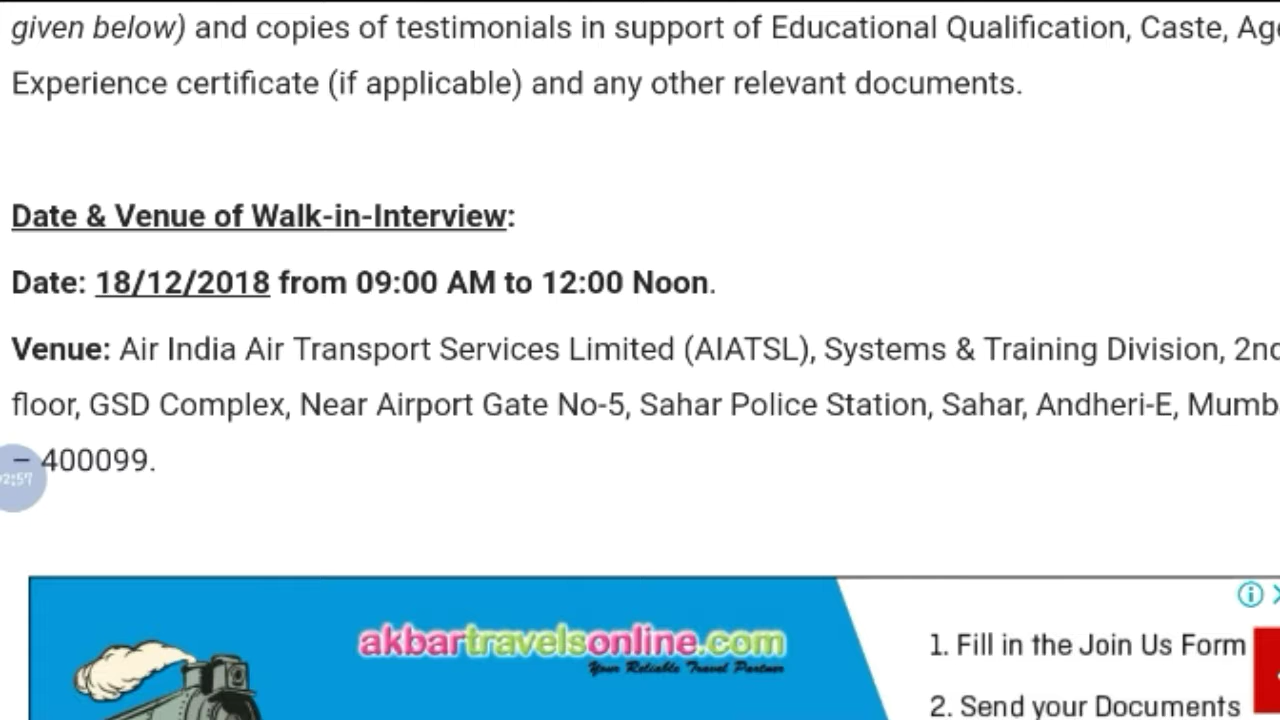 given below) and copies of testimonials in support of Educational Qualification, Caste,
Experience certificate (if applicable) and any other relevant documents.
Date & Venue of Walk-in-Interview:
Date: 18/12/2018 from 09:00 AM to 12:00 Noon.
Venue: Air India Air Transport Services Limited (AIATSL), Systems & Training Division,
floor, GSD Complex, Near Airport Gate No-5, Sahar Police Station, Sahar, Andheri-E,
– 400099.
02:57
akbartravelsonline.com
Your Reliable Travel Partner
1. Fill in the Join Us Form
2. Send your Documents